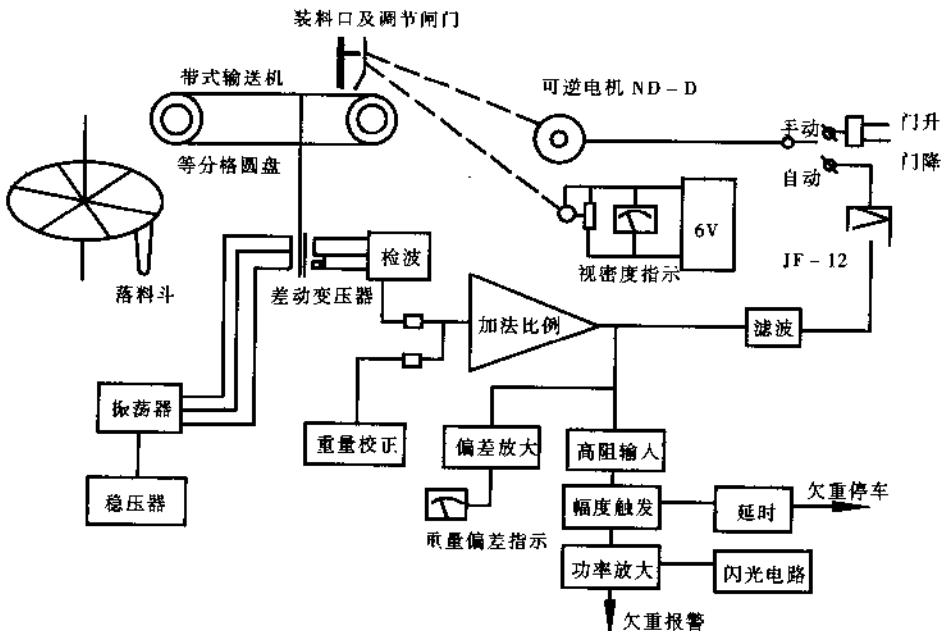 装料口及调节闸门
带式输送机
可逆电机 ND-D
手动
门升
等分格圆盘
自动
门降
6V
检波
视密度指示
JF-12
落料斗
差动变压器
加法比例
滤波
振荡器
重量校正
偏差放大
高阻输入
欠重停车
稳压器
幅度触发
延时
重量偏差指示
功率放大
闪光电路
欠重报警